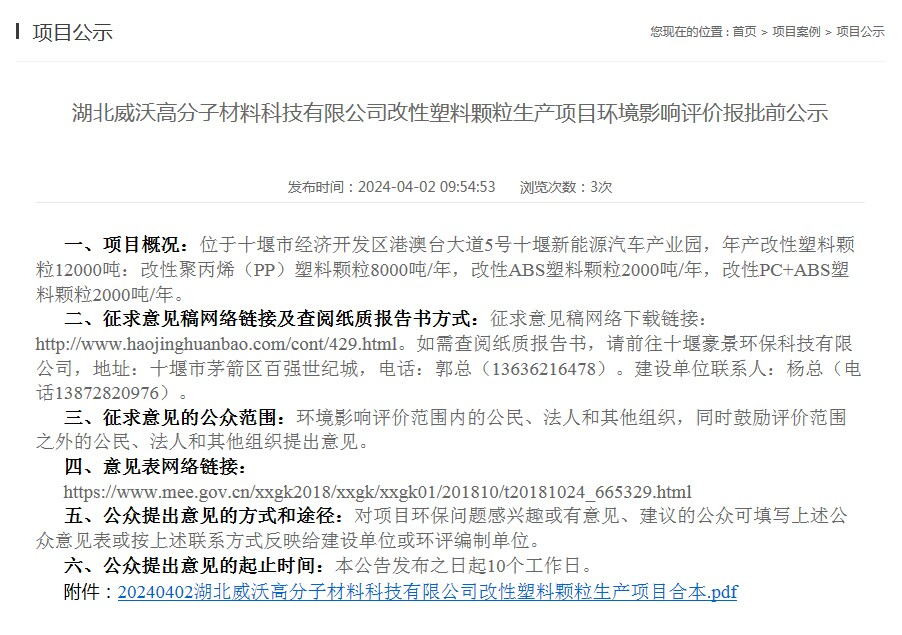 项目公示
您现在的位置 : 首页 > 项目案例 > 项目公示
湖北威沃高分子材料科技有限公司改性塑料颗粒生产项目环境影响评价报批前公示
发布时间：2024-04-02 09:54:53 浏览次数：3次
一、项目概况：位于十堰市经济开发区港澳台大道5号十堰新能源汽车产业园，年产改性塑料颗
粒12000吨：改性聚丙烯（PP）塑料颗粒8000吨/年，改性ABS塑料颗粒2000吨/年，改性PC+ABS塑
料颗粒2000吨/年。
二、征求意见稿网络链接及查阅纸质报告书方式：征求意见稿网络下载链接：
http://www.haojinghuanbao.com/cont/429.html。如需查阅纸质报告书，请前往十堰豪景环保科技有限
公司，地址：十堰市茅箭区百强世纪城，电话：郭总（13636216478）。建设单位联系人：杨总（电
话13872820976）。
三、征求意见的公众范围：环境影响评价范围内的公民、法人和其他组织，同时鼓励评价范围
之外的公民、法人和其他组织提出意见。
四、意见表网络链接：
https://www.mee.gov.cn/xxgk2018/xxgk/xxgk01/201810/t20181024_665329.html
五、公众提出意见的方式和途径：对项目环保问题感兴趣或有意见、建议的公众可填写上述公
众意见表或按上述联系方式反映给建设单位或环评编制单位。
六、公众提出意见的起止时间：本公告发布之日起10个工作日。
附件：20240402湖北威沃高分子材料科技有限公司改性塑料颗粒生产项目合本.pdf